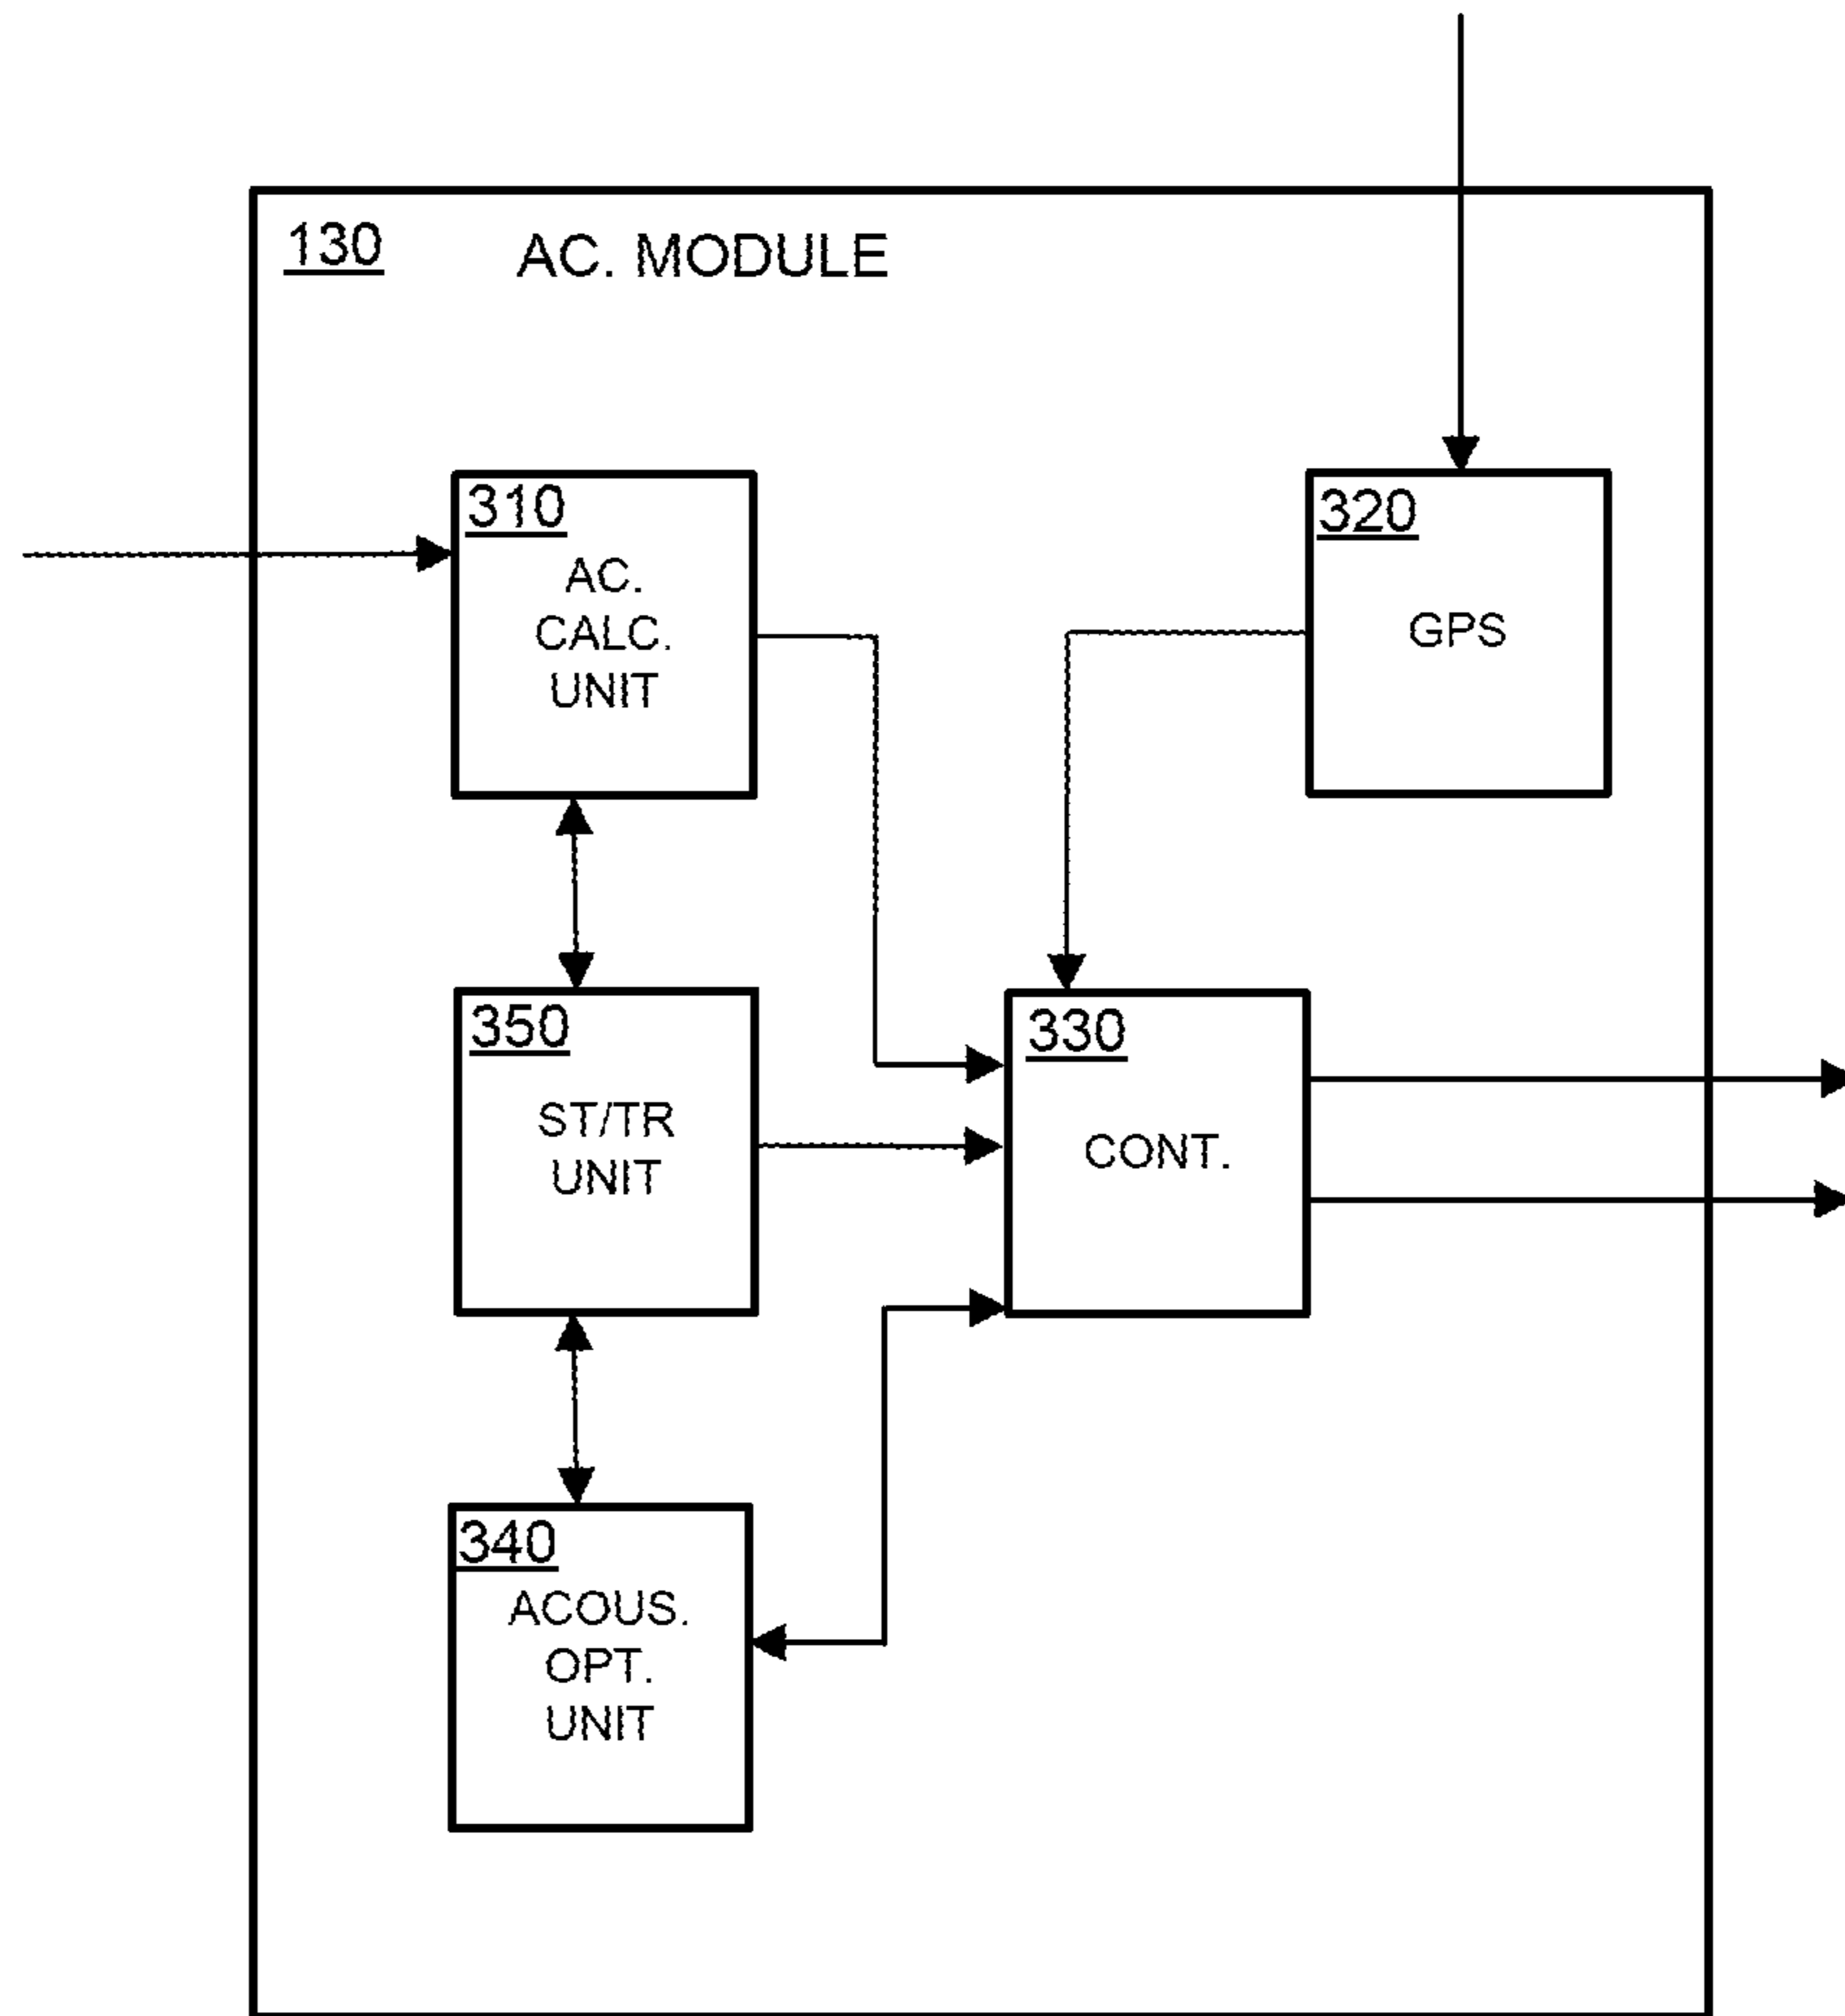 130 AC. MODULE
310
AC.
CALC.
UNIT
320
GPS
350
ST/TR
UNIT
330
CONT.
340
ACOUS.
OPT.
UNIT